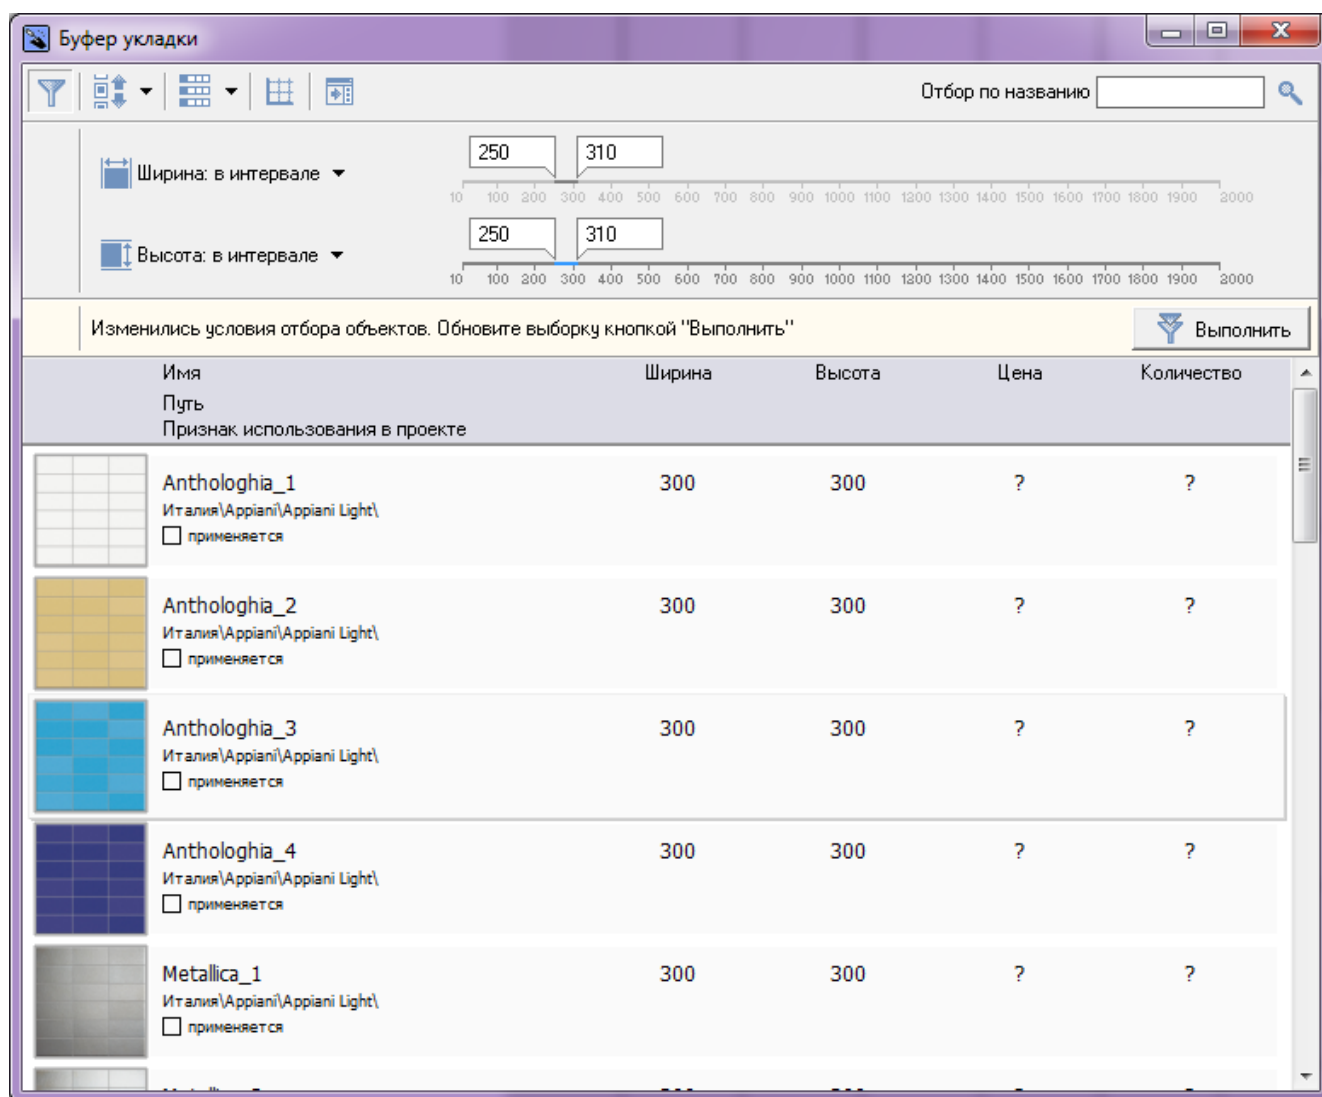 Буфер укладки
Отбор по названию
250 310
Ширина: в интервале
10 100 200 300 400 500 600 700 800 900 1000 1100 1200 1300 1400 1500 1600 1700 1800 1900 2000
250 310
Высота: в интервале
10 100 200 300 400 500 600 700 800 900 1000 1100 1200 1300 1400 1500 1600 1700 1800 1900 2000
Изменились условия отбора объектов. Обновите выборку кнопкой "Выполнить" Выполнить
Имя Ширина Высота Цена Количество
Путь
Признак использования в проекте
Anthologhia_1 300 300 ? ?
Италия\Appiani\Appiani Light\
применяется
Anthologhia_2 300 300 ? ?
Италия\Appiani\Appiani Light\
применяется
Anthologhia_3 300 300 ? ?
Италия\Appiani\Appiani Light\
применяется
Anthologhia_4 300 300 ? ?
Италия\Appiani\Appiani Light\
применяется
Metallica_1 300 300 ? ?
Италия\Appiani\Appiani Light\
применяется